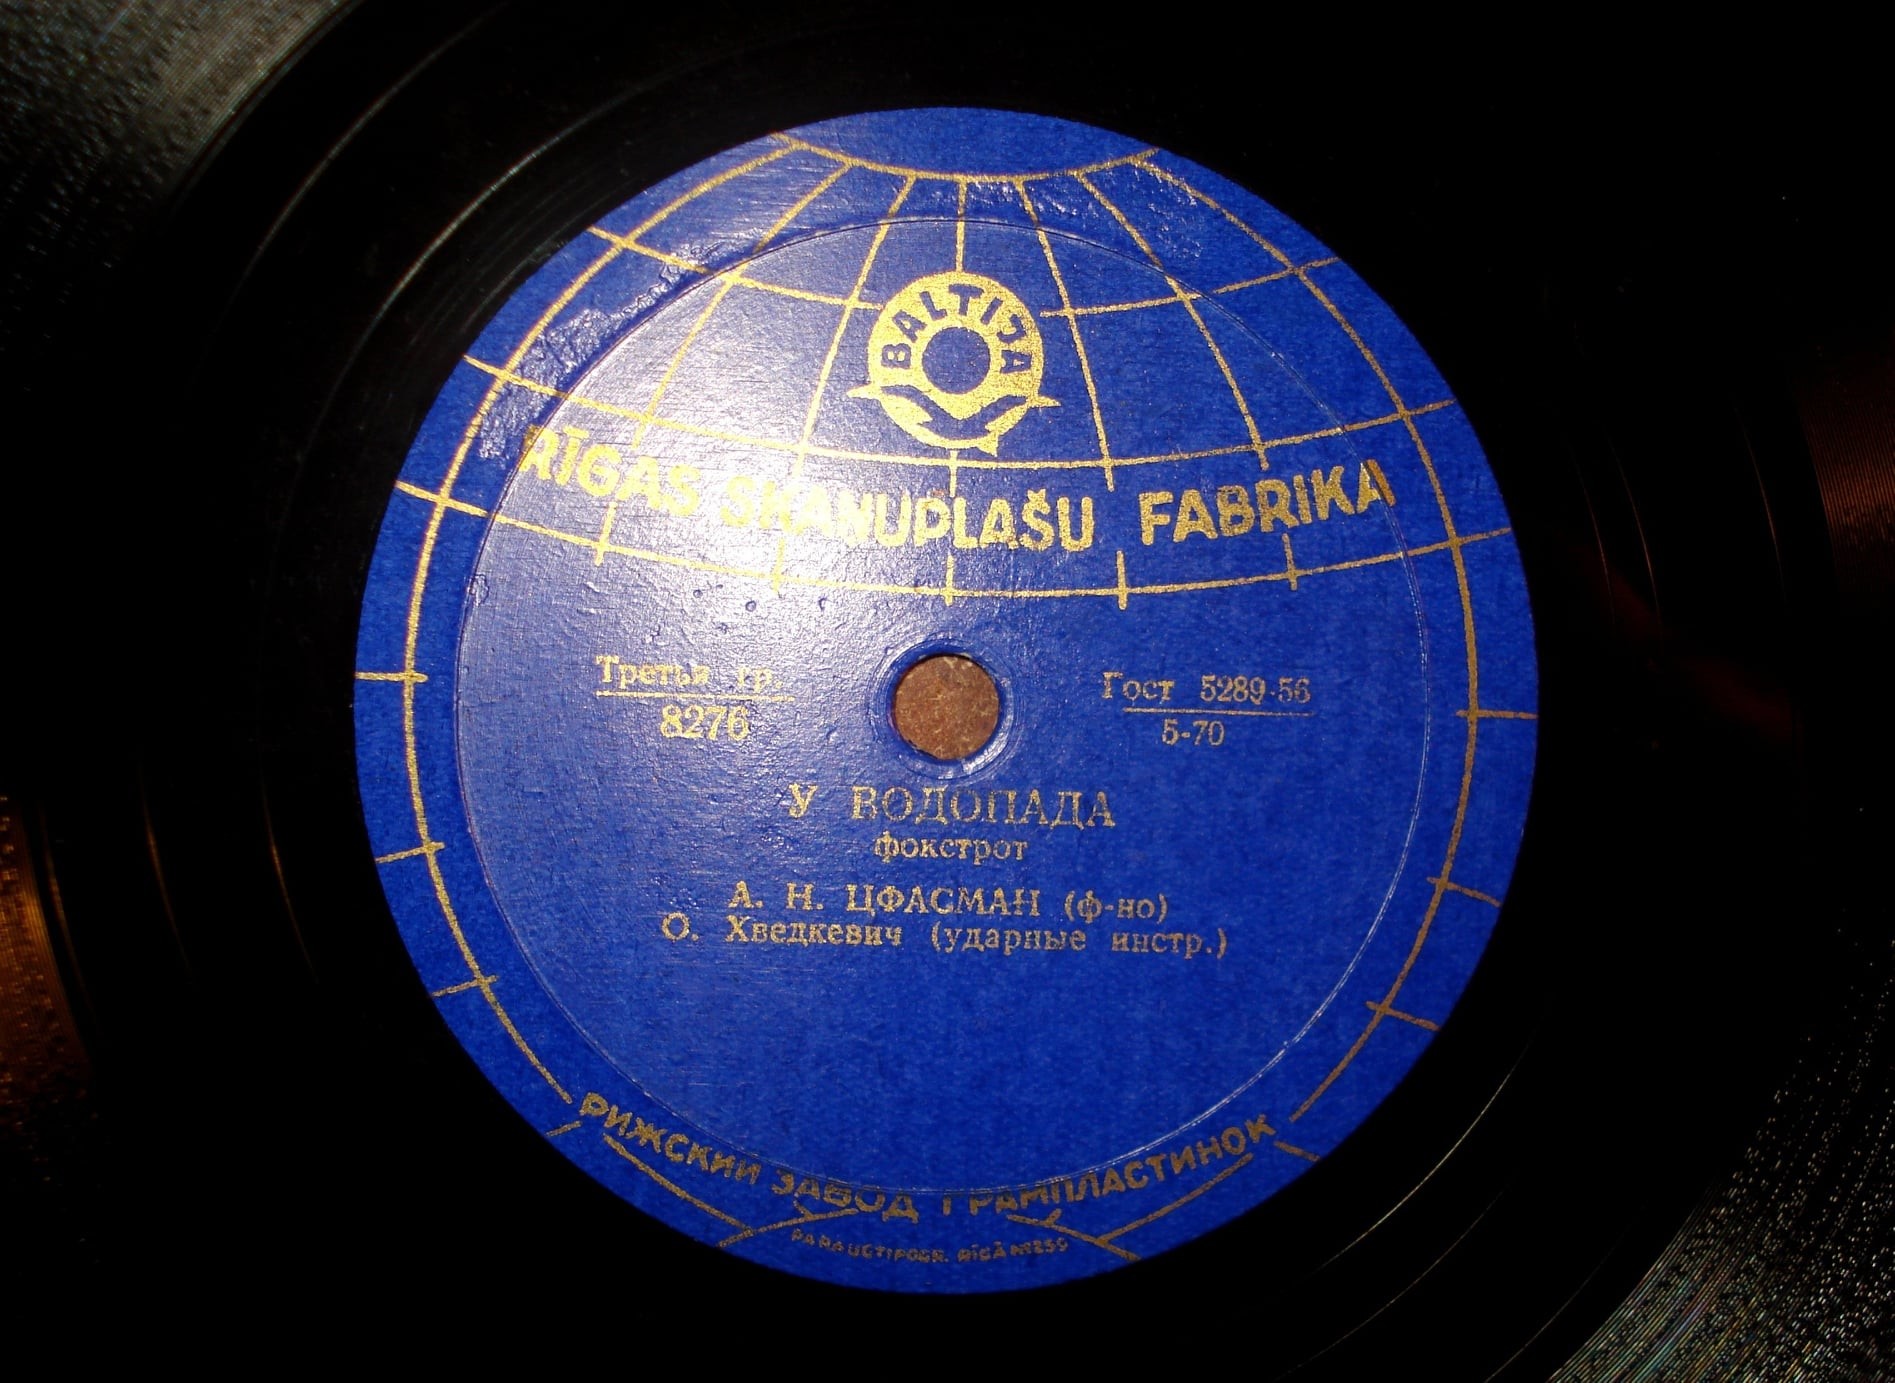 BALTIJA
RĪGAS SKAŅUPLAŠU FABRIKA
Третья гр.
8276
Гост 5289-56
5-70
У ВОДОПАДА
фокстрот
А. Н. ЦФАСМАН (ф-но)
О. Хведкевич (ударные инстр.)
РИЖСКИЙ ЗАВОД ГРАМПЛАСТИНОК
RĪGĀ